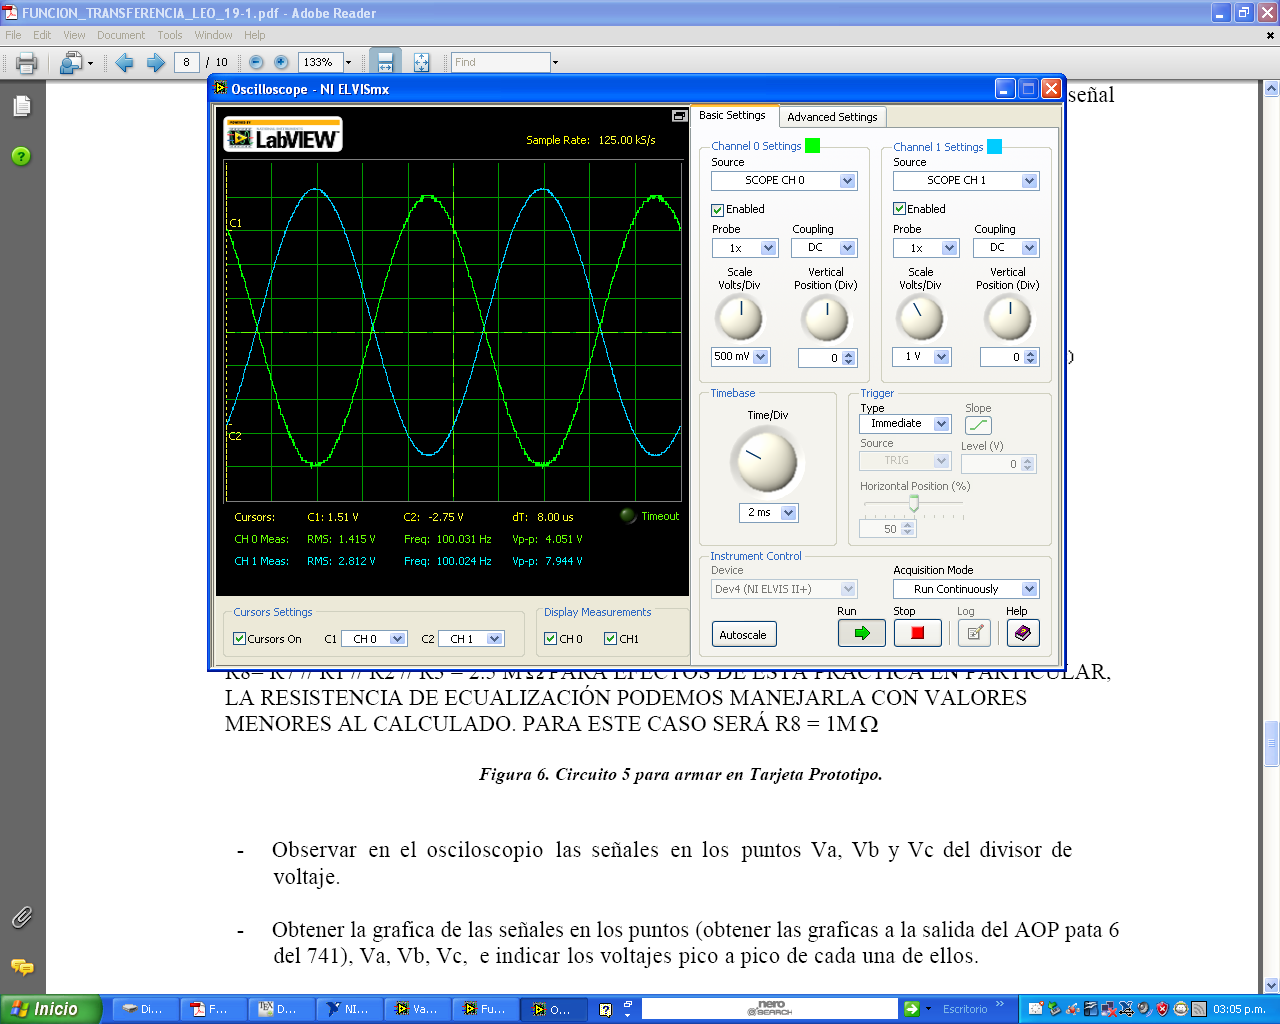 FUNCION_TRANSFERENCIA_LEO_19-1.pdf - Adobe Reader
File Edit View Document Tools Window Help
8 / 10 133% Find
señal
Oscilloscope - NI ELVISmx
LabVIEW
Sample Rate: 125.00 kS/s
C1
C2
Cursors: C1: 1.51 V C2: -2.75 V dT: 8.00 us Timeout
CH 0 Meas: RMS: 1.415 V Freq: 100.031 Hz Vp-p: 4.051 V
CH 1 Meas: RMS: 2.812 V Freq: 100.024 Hz Vp-p: 7.944 V
Cursors Settings
Cursors On C1 CH 0 C2 CH 1
Display Measurements
CH 0 CH1
Basic Settings Advanced Settings
Channel 0 Settings
Source
SCOPE CH 0
Enabled
Probe Coupling
1x DC
Scale Volts/Div Vertical Position (Div)
500 mV 0
Channel 1 Settings
Source
SCOPE CH 1
Enabled
Probe Coupling
1x DC
Scale Volts/Div Vertical Position (Div)
1 V 0
Timebase
Time/Div
2 ms
Trigger
Type Slope
Immediate
Source Level (V)
TRIG 0
Horizontal Position (%)
50
Instrument Control
Device Acquisition Mode
Dev4 (NI ELVIS II+) Run Continuously
Run Stop Log Help
Autoscale
R8= R7 // R1 // R2 // R5 = 2.5 MΩ PARA EFECTOS DE ESTA PRACTICA EN PARTICULAR,
LA RESISTENCIA DE ECUALIZACIÓN PODEMOS MANEJARLA CON VALORES
MENORES AL CALCULADO. PARA ESTE CASO SERÁ R8 = 1M Ω
Figura 6. Circuito 5 para armar en Tarjeta Prototipo.
- Observar en el osciloscopio las señales en los puntos Va, Vb y Vc del divisor de
voltaje.
- Obtener la grafica de las señales en los puntos (obtener las graficas a la salida del AOP pata 6
del 741), Va, Vb, Vc, e indicar los voltajes pico a pico de cada una de ellos.
Inicio Di... F... D... NI... Va... Fu... O... nero SEARCH Escritorio 03:05 p.m.